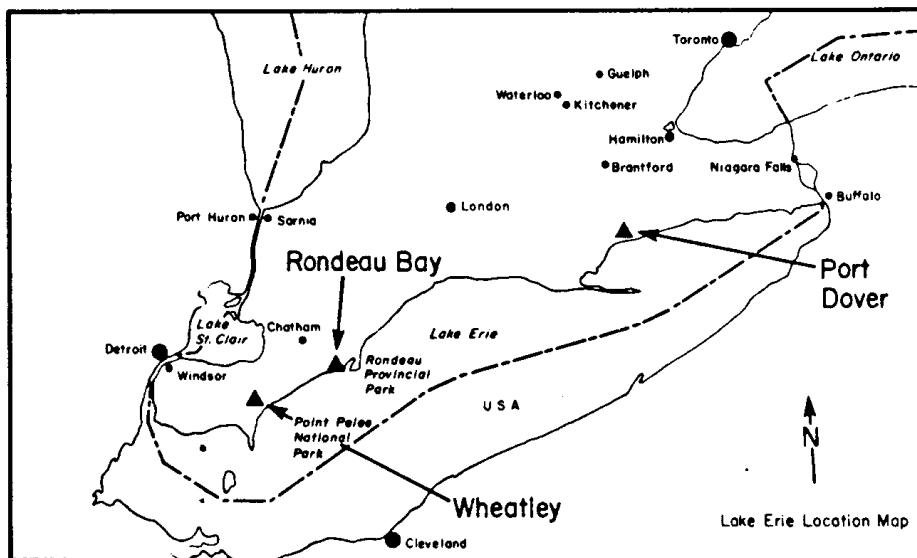 Toronto
Lake Huron
Lake Ontario
Guelph
Waterloo
Kitchener
Hamilton
Brantford
Niagara Falls
Buffalo
London
Port Huron
Sarnia
Rondeau Bay
Port
Dover
Lake
St. Clair
Chatham
Lake Erie
Detroit
Windsor
Rondeau
Provincial
Park
USA
Point Pelee
National
Park
N
Wheatley
Lake Erie Location Map
Cleveland